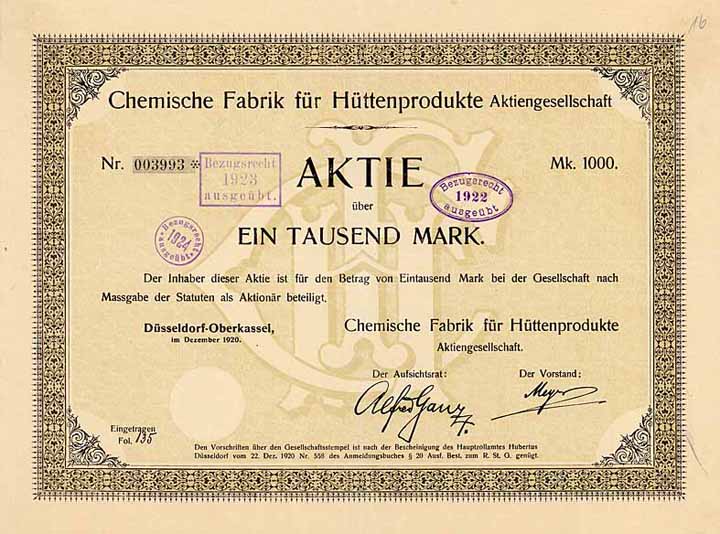 16
Chemische Fabrik für Hüttenprodukte Aktiengesellschaft
Nr. 003993 * Mk. 1000.
Bezugsrecht
1923
ausgeübt.
AKTIE
Bezugsrecht
1922
ausgeübt
über
Bezugsrecht
1924
ausgeübt.
EIN TAUSEND MARK.
Der Inhaber dieser Aktie ist für den Betrag von Eintausend Mark bei der Gesellschaft nach
Massgabe der Statuten als Aktionär beteiligt.
Düsseldorf-Oberkassel,
im Dezember 1920.
Chemische Fabrik für Hüttenprodukte
Aktiengesellschaft.
Der Aufsichtsrat: Der Vorstand:
Alfred Ganz Meyer
Eingetragen
Fol. 135
Den Vorschriften über den Gesellschaftsstempel ist nach der Bescheinigung des Hauptzollamtes Hubertus
Düsseldorf vom 22. Dez. 1920 Nr. 558 des Anmeldungsbuches § 20 Ausf. Best. zum R. St. G. genügt.